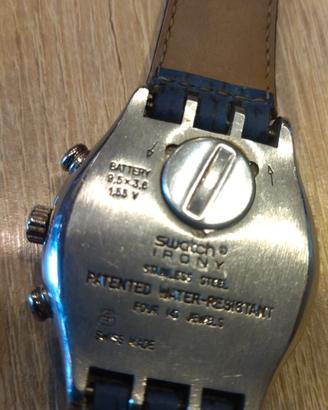 BATTERY
9,5 x 3,6
1,55 V
swatch®
IRONY
STAINLESS STEEL
PATENTED WATER-RESISTANT
FOUR (4) JEWELS
SWISS MADE